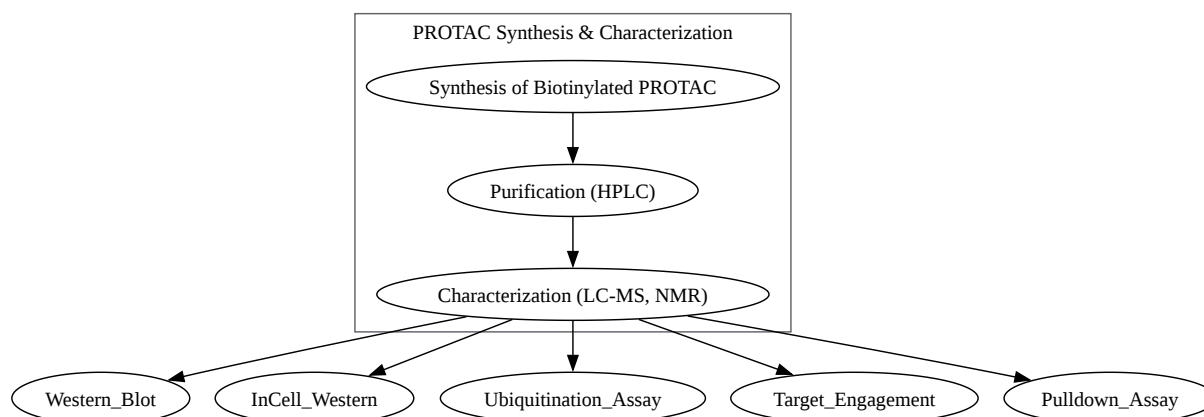 PROTAC Synthesis & Characterization
Synthesis of Biotinylated PROTAC
Purification (HPLC)
Characterization (LC-MS, NMR)
Western_Blot
InCell_Western
Ubiquitination_Assay
Target_Engagement
Pulldown_Assay